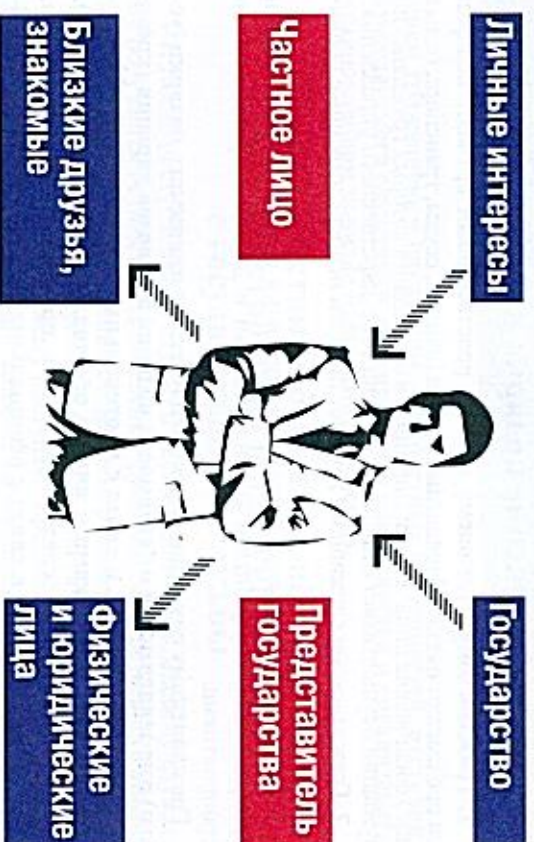 Личные интересы
Государство
Частное лицо
Представитель
государства
Близкие друзья,
знакомые
Физические
и юридические
лица